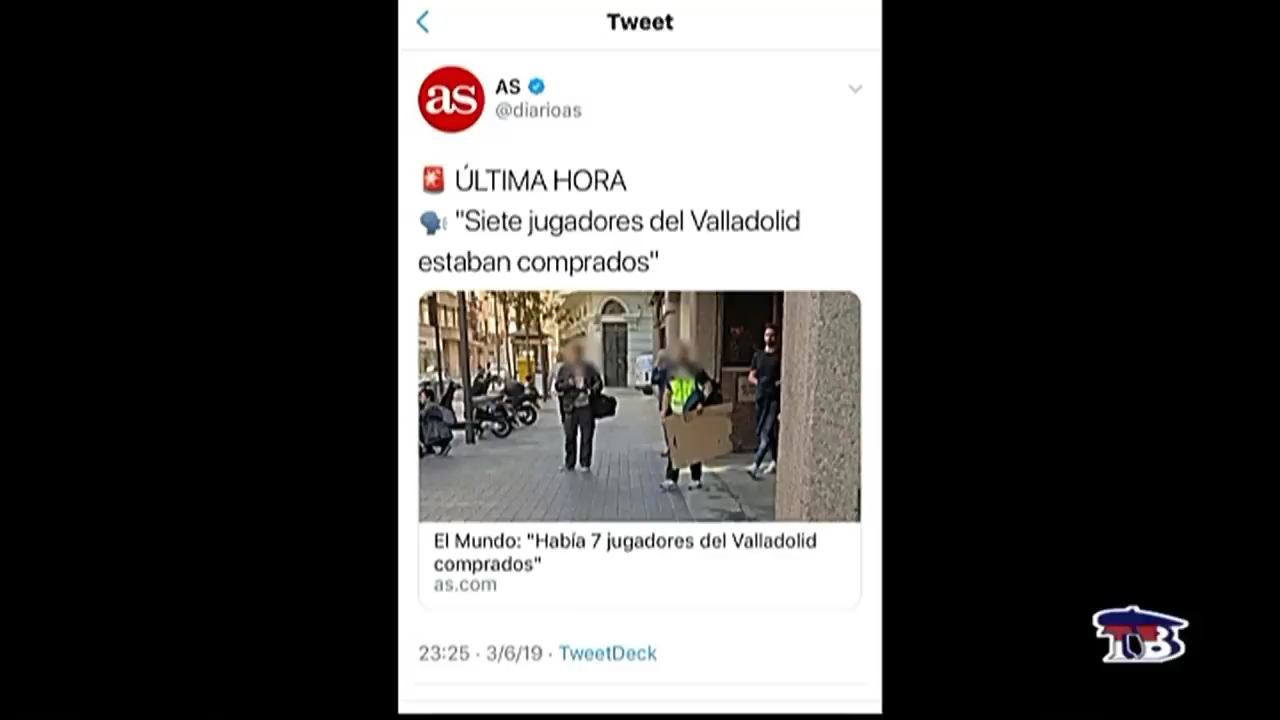 Tweet
as
AS
@diarioas
ÚLTIMA HORA
"Siete jugadores del Valladolid
estaban comprados"
El Mundo: "Había 7 jugadores del Valladolid
comprados"
as.com
23:25 · 3/6/19 · TweetDeck